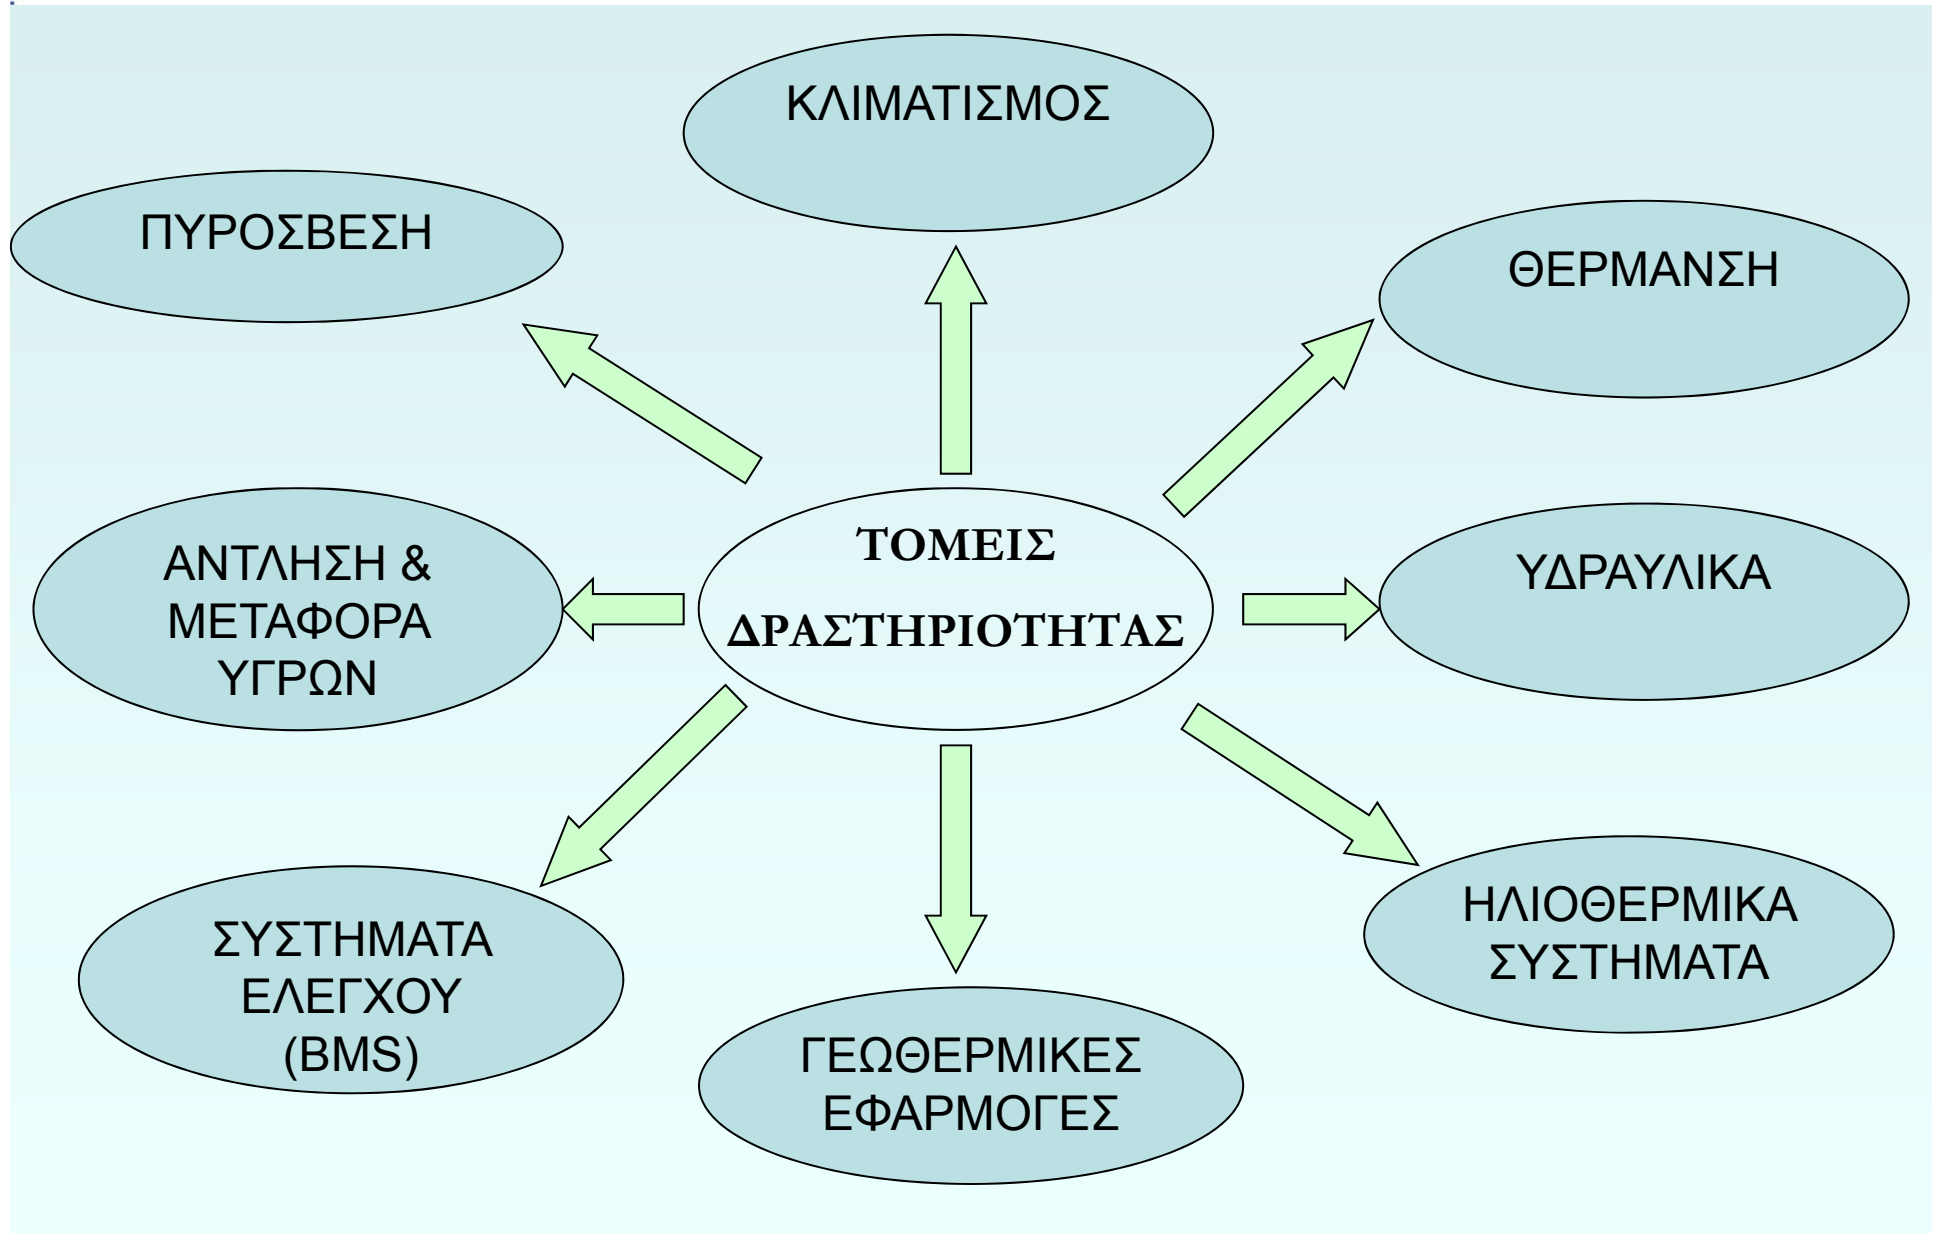 ΚΛΙΜΑΤΙΣΜΟΣ
ΠΥΡΟΣΒΕΣΗ
ΘΕΡΜΑΝΣΗ
ΑΝΤΛΗΣΗ &
ΜΕΤΑΦΟΡΑ
ΥΓΡΩΝ
ΤΟΜΕΙΣ
ΔΡΑΣΤΗΡΙΟΤΗΤΑΣ
ΥΔΡΑΥΛΙΚΑ
ΣΥΣΤΗΜΑΤΑ
ΕΛΕΓΧΟΥ
(BMS)
ΓΕΩΘΕΡΜΙΚΕΣ
ΕΦΑΡΜΟΓΕΣ
ΗΛΙΟΘΕΡΜΙΚΑ
ΣΥΣΤΗΜΑΤΑ